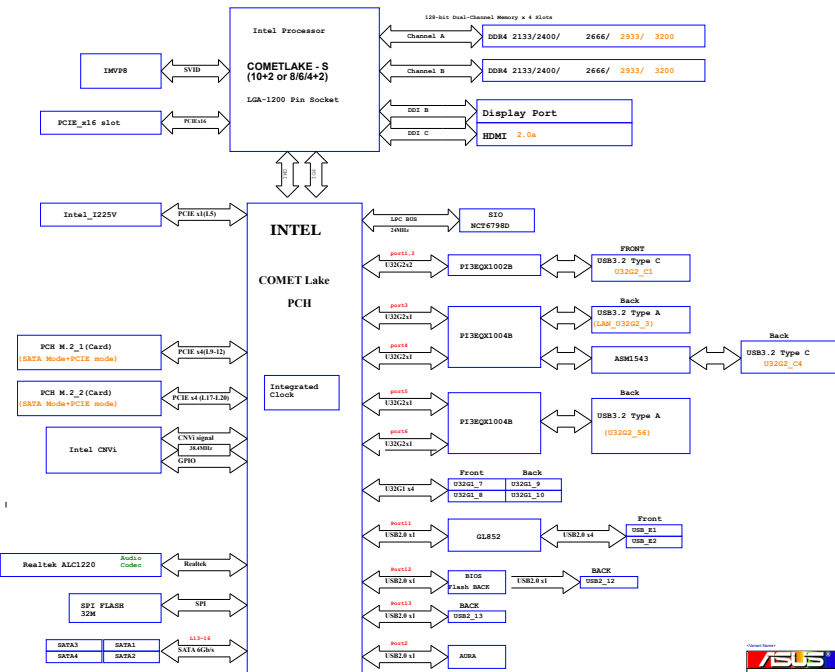 128-bit Dual-Channel Memory x 4 Slots
Intel Processor
COMETLAKE - S
(10+2 or 8/6/4+2)
LGA-1200 Pin Socket
IMVP8
SVID
PCIE_x16 slot
PCIEx16
Channel A
DDR4 2133/2400/ 2666/ 2933/ 3200
Channel B
DDR4 2133/2400/ 2666/ 2933/ 3200
DDI B
Display Port
DDI C
HDMI 2.0a
DMI
Intel_I225V
PCIE x1(L5)
INTEL
COMET Lake
PCH
Integrated
Clock
LPC BUS
24MHz
SIO
NCT6798D
port1,2
U32G2x2
PI3EQX1002B
FRONT
USB3.2 Type C
U32G2_C1
port3
U32G2x1
port4
U32G2x1
PI3EQX1004B
Back
USB3.2 Type A
(LAN_U32G2_3)
ASM1543
Back
USB3.2 Type C
U32G2_C4
PCH M.2_1(Card)
(SATA Mode+PCIE mode)
PCIE x4(L9-12)
PCH M.2_2(Card)
(SATA Mode+PCIE mode)
PCIE x4 (L17-L20)
Intel CNVi
CNVi signal
38.4MHz
GPIO
port5
U32G2x1
port6
U32G2x1
PI3EQX1004B
Back
USB3.2 Type A
(U32G2_56)
U32G1 x4
Front Back
U32G1_7 U32G1_9
U32G1_8 U32G1_10
Port11
USB2.0 x1
GL852
USB2.0 x4
Front
USB_E1
USB_E2
Realtek ALC1220
Audio
Codec
Realtek
Port12
USB2.0 x1
BIOS
Flash BACK
USB2.0 x1
BACK
USB2_12
SPI FLASH
32M
SPI
Port13
USB2.0 x1
BACK
USB2_13
SATA3 SATA1
SATA4 SATA2
L13-16
SATA 6Gb/s
Port2
USB2.0 x1
AURA
<Variant Name>
ASUS